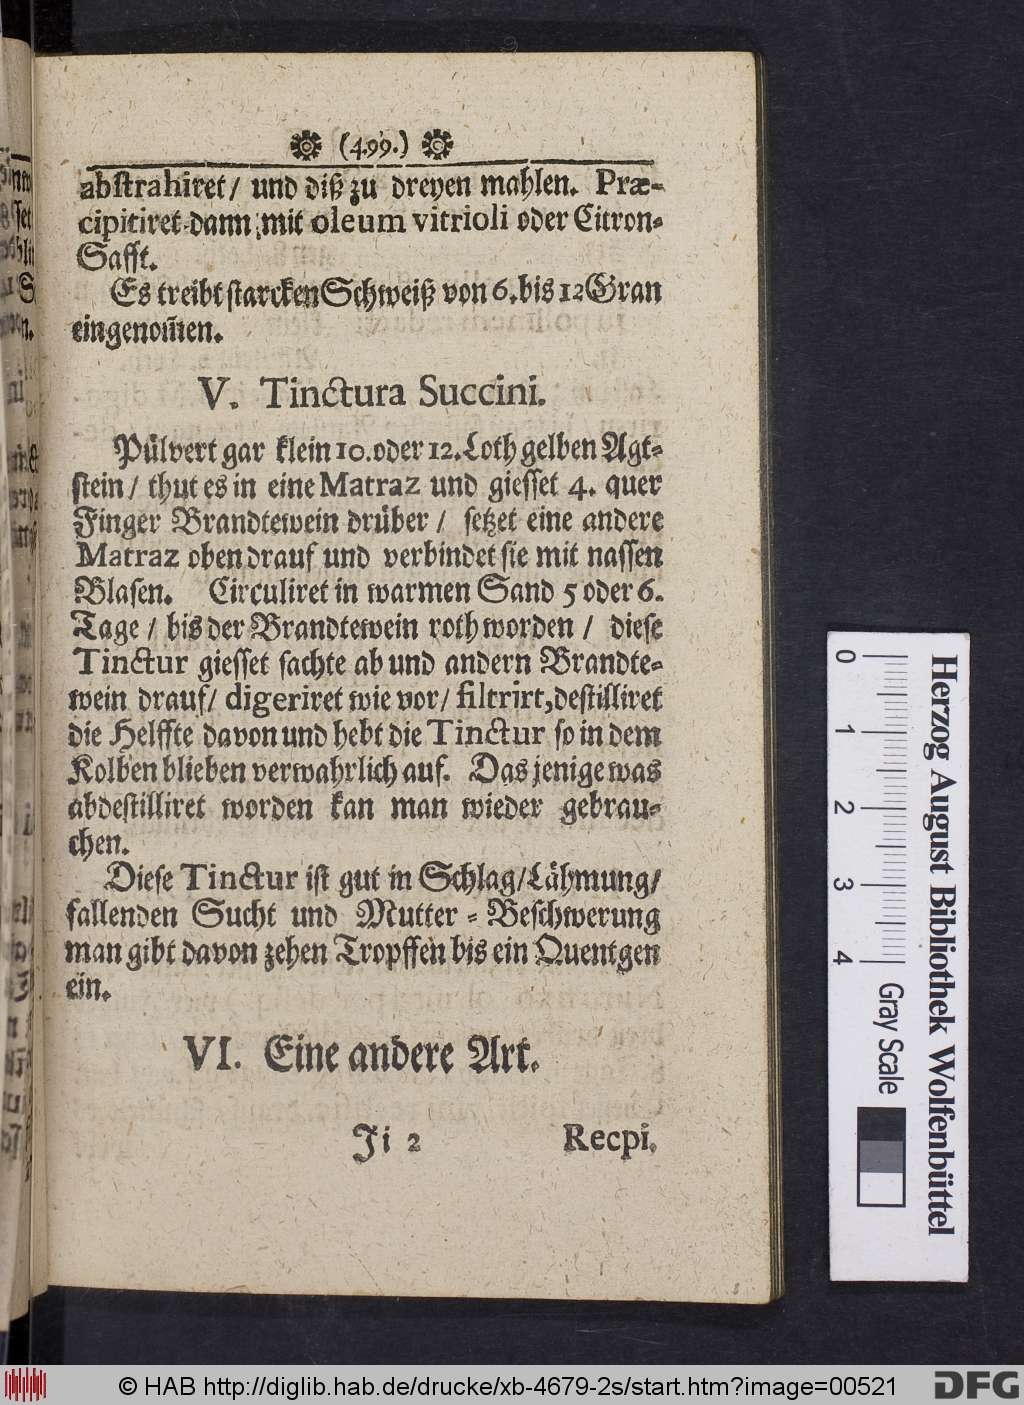 (499.)
abstrahiret / und diß zu dreyen mahlen. Præ-
cipitiret dann mit oleum vitrioli oder Citron-
Safft.
Es treibt starcken Schweiß von 6. bis 12 Gran
eingenom̃en.
V. Tinctura Succini.
Pülvert gar klein 10. oder 12. Loth gelben Agt-
stein / thut es in eine Matraz und giesset 4. quer
Finger Brandtewein drüber / setzet eine andere
Matraz oben drauf und verbindet sie mit nassen
Blasen. Circuliret in warmen Sand 5 oder 6.
Tage / bis der Brandtewein roth worden / diese
Tinctur giesset sachte ab und andern Brandte-
wein drauf / digeriret wie vor / filtrirt, destilliret
die Helffte davon und hebt die Tinctur so in dem
Kolben blieben verwahrlich auf. Das jenige was
abdestilliret worden kan man wieder gebrau-
chen.
Diese Tinctur ist gut in Schlag / Lähmung /
fallenden Sucht und Mutter-Beschwerung
man gibt davon zehen Tropffen bis ein Quentgen
ein.
VI. Eine andere Art.
Ji 2 Recpi.
Herzog August Bibliothek Wolfenbüttel
0 1 2 3 4 Gray Scale
© HAB http://diglib.hab.de/drucke/xb-4679-2s/start.htm?image=00521
DFG